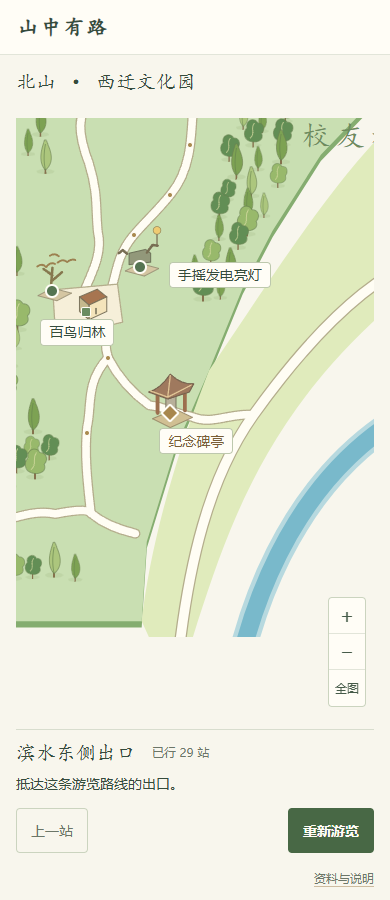 山中有路
北山 • 西迁文化园
校友
手摇发电亮灯
百鸟归林
纪念碑亭
+
−
全图
滨水东侧出口 已行 29 站
抵达这条游览路线的出口。
上一站 重新游览
资料与说明